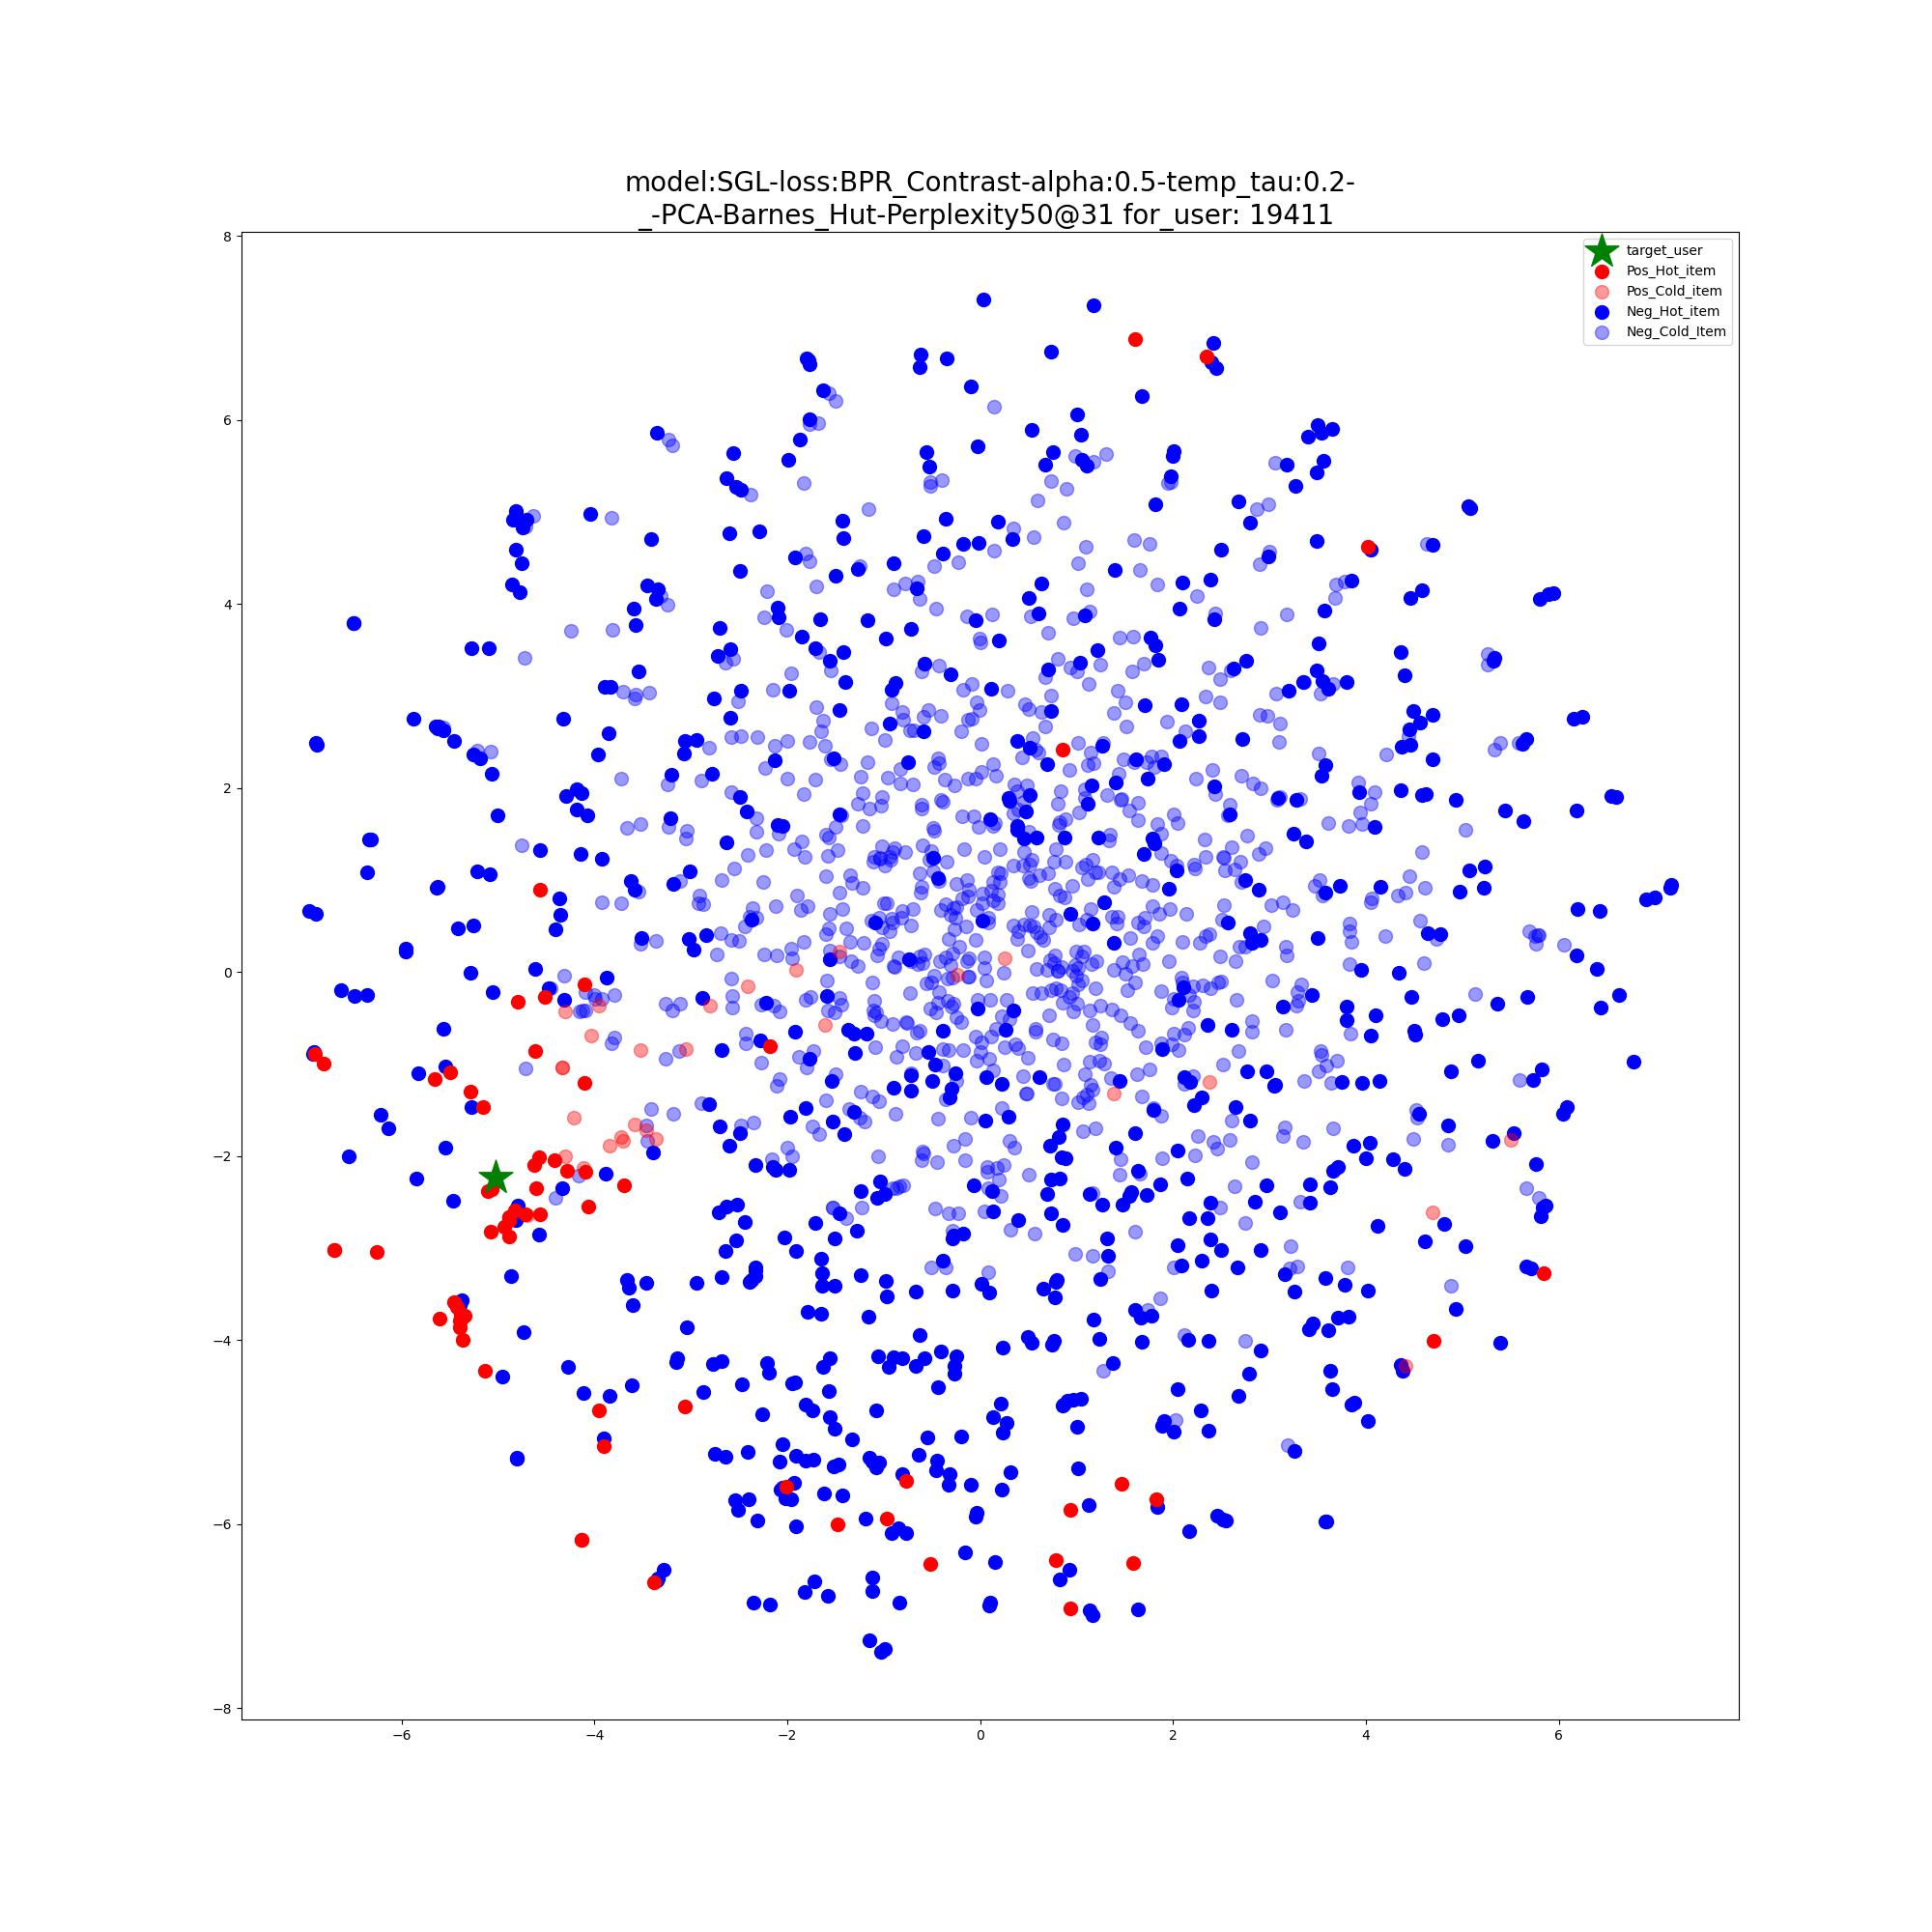 model:SGL-loss:BPR_Contrast-alpha:0.5-temp_tau:0.2-
_-PCA-Barnes_Hut-Perplexity50@31 for_user: 19411
target_user
Pos_Hot_item
Pos_Cold_item
Neg_Hot_item
Neg_Cold_Item
8
6
4
2
0
−2
−4
−6
−8
−6 −4 −2 0 2 4 6